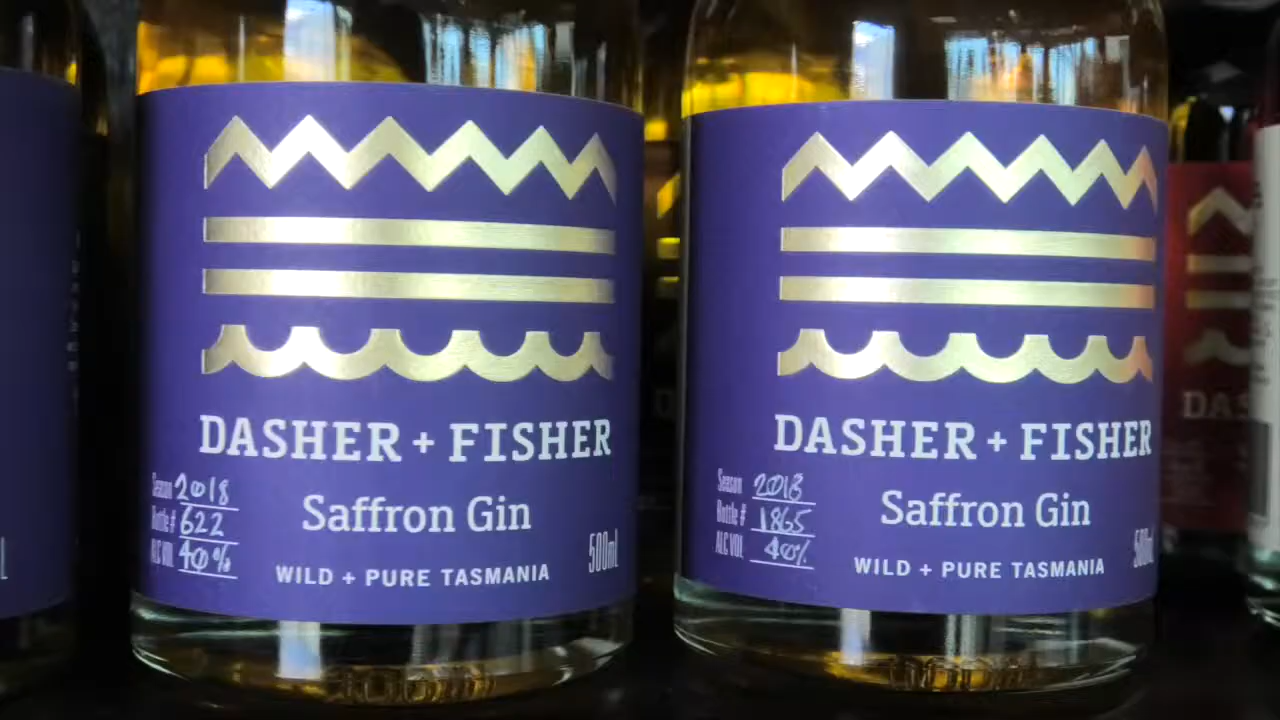 DASHER + FISHER
Season 2018
Bottle # 622
ALC VOL 40%
Saffron Gin
500mL
WILD + PURE TASMANIA
DASHER + FISHER
Season 2018
Bottle # 1865
ALC VOL 40%
Saffron Gin
500mL
WILD + PURE TASMANIA
DAS